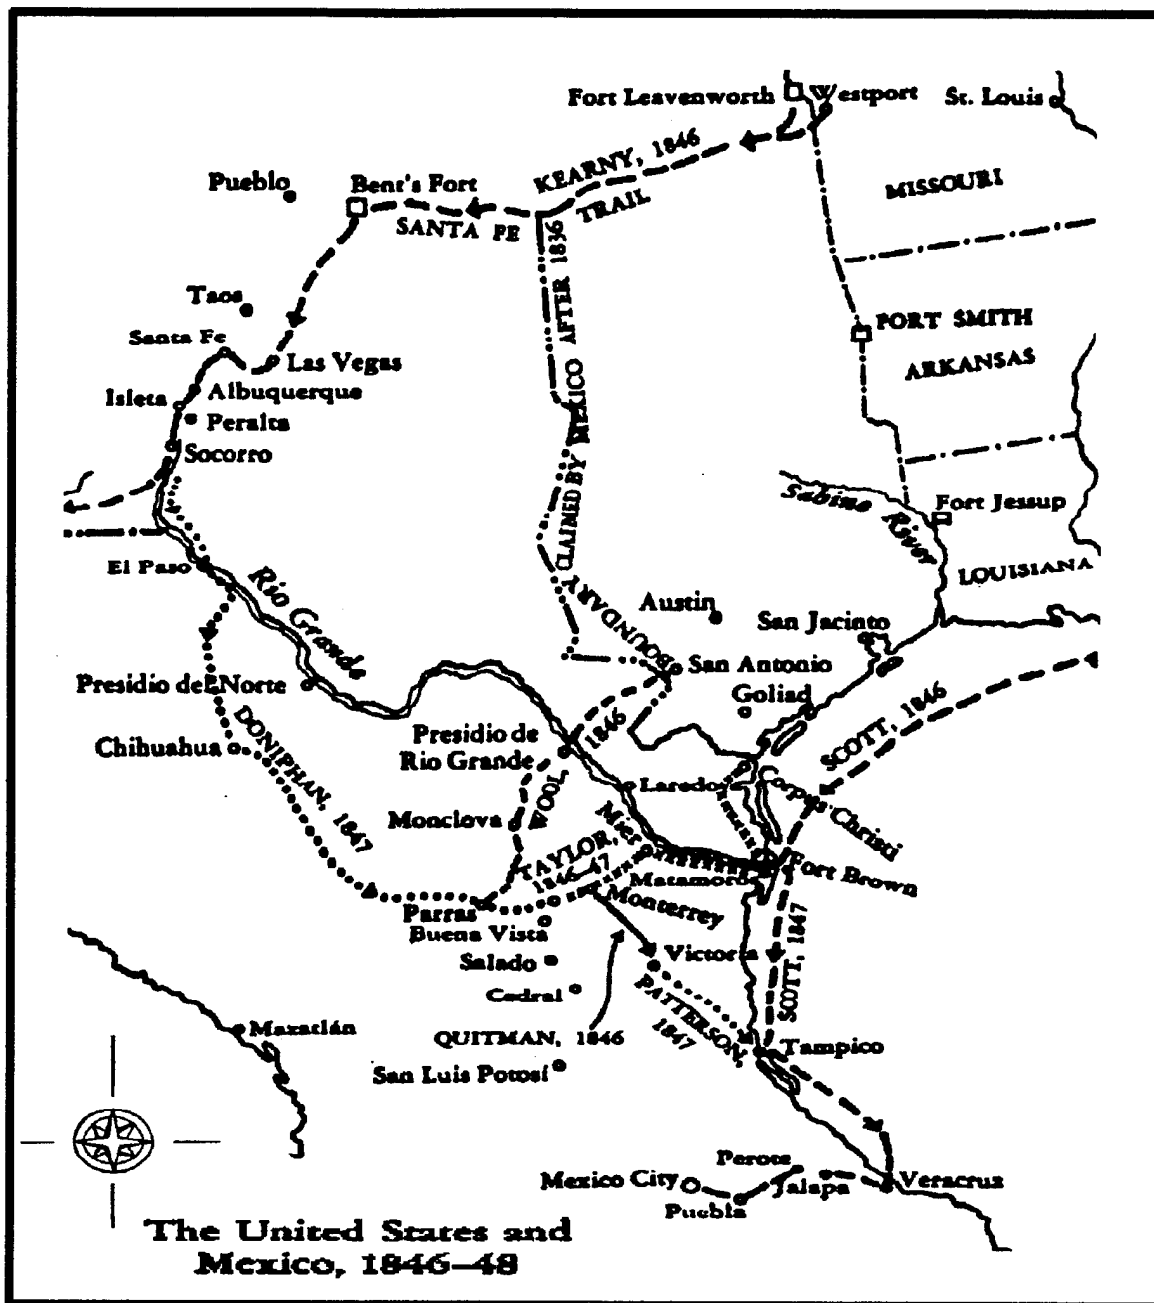 Fort Leavenworth
Westport
St. Louis
KEARNY, 1846
MISSOURI
Pueblo
Bent's Fort
SANTA FE
TRAIL
Taos
FORT SMITH
Santa Fe
Las Vegas
ARKANSAS
Isleta
Albuquerque
Peralta
Socorro
BOUNDARY CLAIMED BY MEXICO AFTER 1836
Sabine River
Fort Jessup
El Paso
Rio Grande
LOUISIANA
Austin
San Jacinto
San Antonio
Presidio del Norte
Goliad
SCOTT, 1846
Chihuahua
DONIPHAN, 1847
Presidio de
Rio Grande
WOOL, 1846
Laredo
Corpus Christi
Monclova
Mier
TAYLOR,
1846-47
Fort Brown
Matamoros
Parras
Monterrey
Buena Vista
Victoria
SCOTT, 1847
Salado
Cedral
PATTERSON,
1847
QUITMAN, 1846
Mazatlán
Tampico
San Luis Potosí
Perote
Mexico City
Jalapa
Veracruz
Puebla
The United States and
Mexico, 1846–48